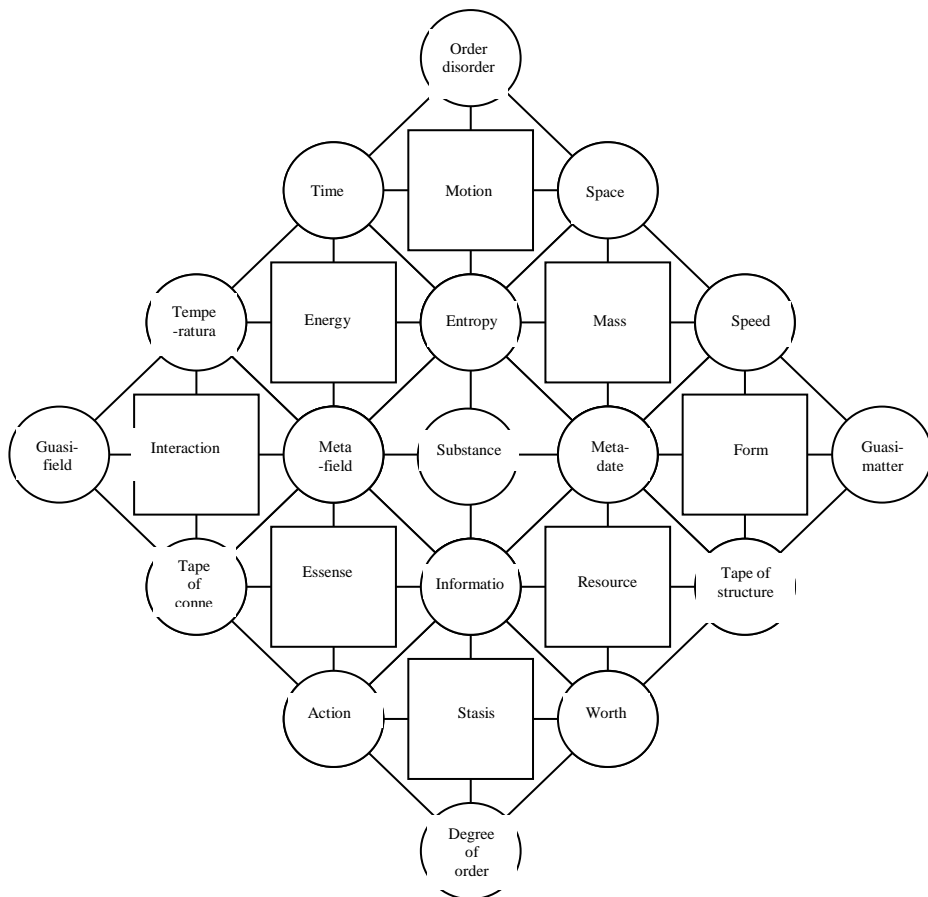 Order
disorder
Time
Motion
Space
Tempe
-ratura
Energy
Entropy
Mass
Speed
Guasi-
field
Interaction
Meta
-field
Substance
Meta-
date
Form
Guasi-
matter
Tape
of
conne
Essense
Informatio
Resource
Tape of
structure
Action
Stasis
Worth
Degree
of
order